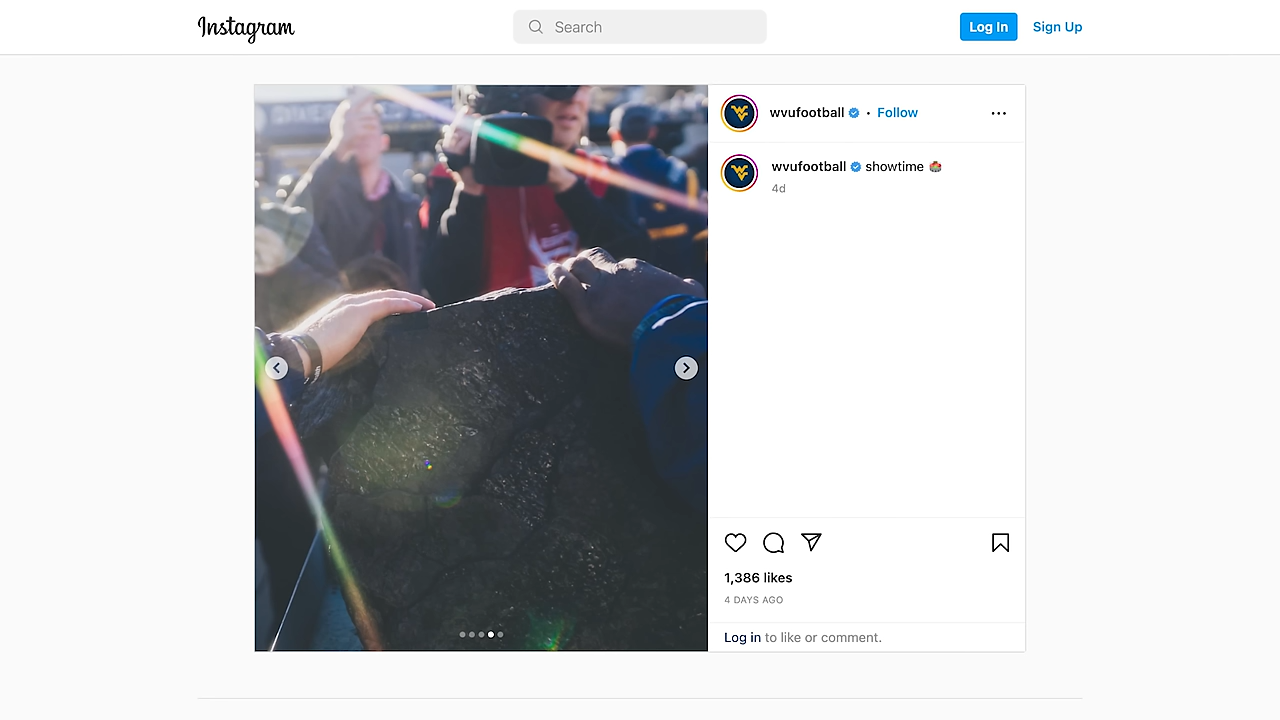 Instagram
Search
Log In
Sign Up
wvufootball • Follow
wvufootball showtime
4d
1,386 likes
4 DAYS AGO
Log in to like or comment.